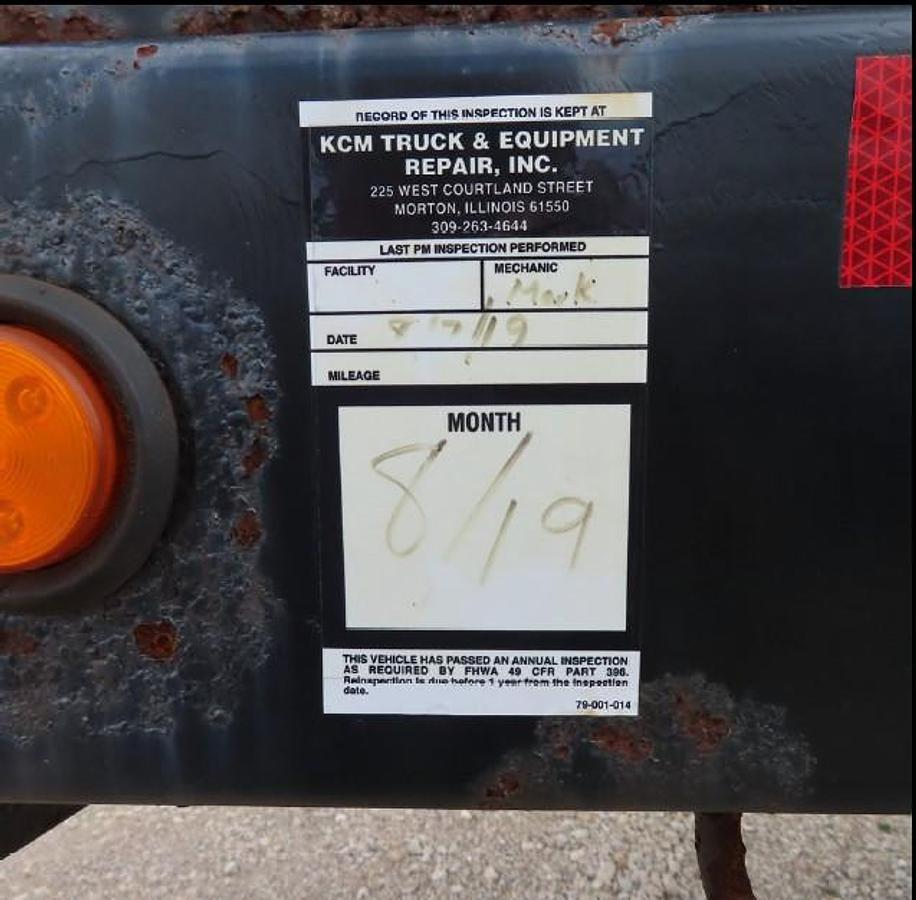 RECORD OF THIS INSPECTION IS KEPT AT
KCM TRUCK & EQUIPMENT
REPAIR, INC.
225 WEST COURTLAND STREET
MORTON, ILLINOIS 61550
309-263-4644
LAST PM INSPECTION PERFORMED
FACILITY
MECHANIC
Mark
DATE 8/7/19
MILEAGE
MONTH
8/19
THIS VEHICLE HAS PASSED AN ANNUAL INSPECTION
AS REQUIRED BY FHWA 49 CFR PART 396.
Reinspection is due before 1 year from the inspection
date.
79-001-014